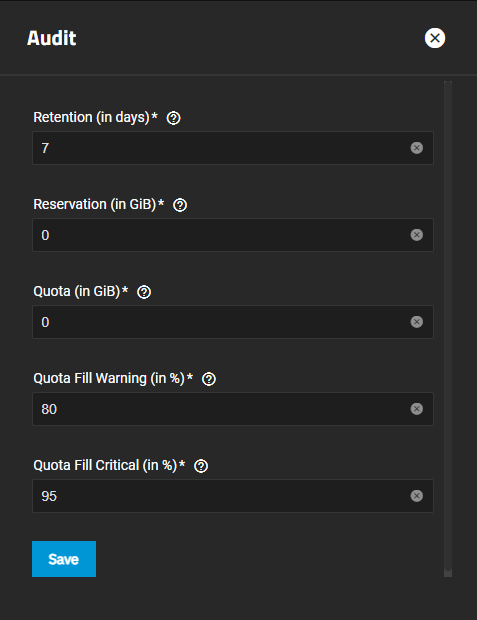 Audit
Retention (in days)*
7
Reservation (in GiB)*
0
Quota (in GiB)*
0
Quota Fill Warning (in %)*
80
Quota Fill Critical (in %)*
95
Save